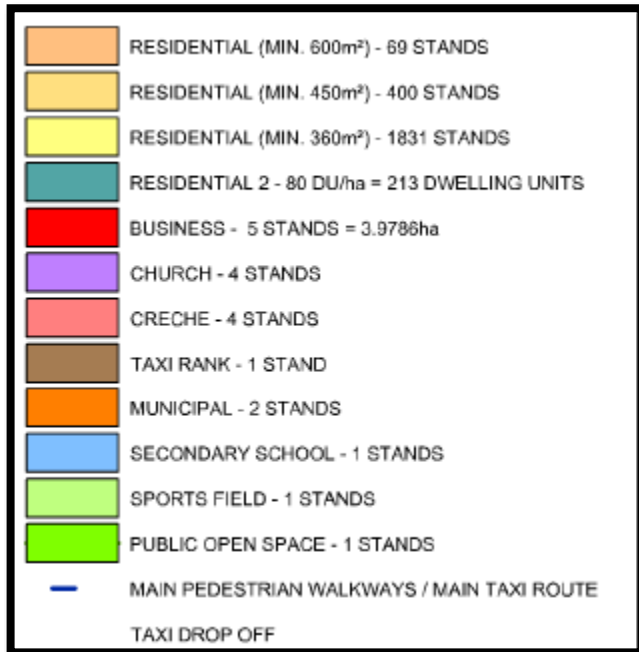 RESIDENTIAL (MIN. 600m²) - 69 STANDS
RESIDENTIAL (MIN. 450m²) - 400 STANDS
RESIDENTIAL (MIN. 360m²) - 1831 STANDS
RESIDENTIAL 2 - 80 DU/ha = 213 DWELLING UNITS
BUSINESS - 5 STANDS = 3.9786ha
CHURCH - 4 STANDS
CRECHE - 4 STANDS
TAXI RANK - 1 STAND
MUNICIPAL - 2 STANDS
SECONDARY SCHOOL - 1 STANDS
SPORTS FIELD - 1 STANDS
PUBLIC OPEN SPACE - 1 STANDS
MAIN PEDESTRIAN WALKWAYS / MAIN TAXI ROUTE
TAXI DROP OFF